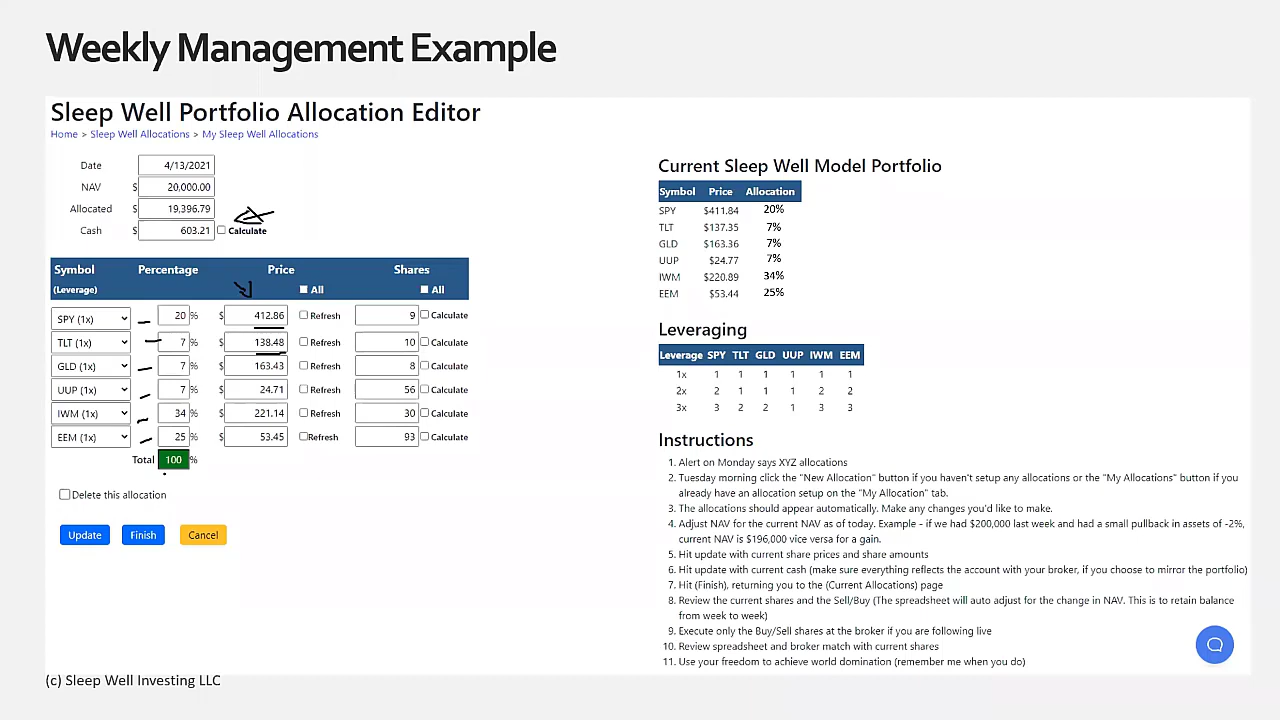 Weekly Management Example
Sleep Well Portfolio Allocation Editor
Home > Sleep Well Allocations > My Sleep Well Allocations
Date 4/13/2021
NAV $ 20,000.00
Allocated $ 19,396.79
Cash $ 603.21 Calculate
Symbol Percentage Price Shares
(Leverage) All All
SPY (1x) 20 % $ 412.86 Refresh 9 Calculate
TLT (1x) 7 % $ 138.48 Refresh 10 Calculate
GLD (1x) 7 % $ 163.43 Refresh 8 Calculate
UUP (1x) 7 % $ 24.71 Refresh 56 Calculate
IWM (1x) 34 % $ 221.14 Refresh 30 Calculate
EEM (1x) 25 % $ 53.45 Refresh 93 Calculate
Total 100 %
Delete this allocation
Update Finish Cancel
Current Sleep Well Model Portfolio
Symbol Price Allocation
SPY $411.84 20%
TLT $137.35 7%
GLD $163.36 7%
UUP $24.77 7%
IWM $220.89 34%
EEM $53.44 25%
Leveraging
Leverage SPY TLT GLD UUP IWM EEM
1x 1 1 1 1 1 1
2x 2 1 1 1 2 2
3x 3 2 2 1 3 3
Instructions
1. Alert on Monday says XYZ allocations
2. Tuesday morning click the "New Allocation" button if you haven't setup any allocations or the "My Allocations" button if you
already have an allocation setup on the "My Allocation" tab.
3. The allocations should appear automatically. Make any changes you'd like to make.
4. Adjust NAV for the current NAV as of today. Example - if we had $200,000 last week and had a small pullback in assets of -2%,
current NAV is $196,000 vice versa for a gain.
5. Hit update with current share prices and share amounts
6. Hit update with current cash (make sure everything reflects the account with your broker, if you choose to mirror the portfolio)
7. Hit (Finish), returning you to the (Current Allocations) page
8. Review the current shares and the Sell/Buy (The spreadsheet will auto adjust for the change in NAV. This is to retain balance
from week to week)
9. Execute only the Buy/Sell shares at the broker if you are following live
10. Review spreadsheet and broker match with current shares
11. Use your freedom to achieve world domination (remember me when you do)
(c) Sleep Well Investing LLC